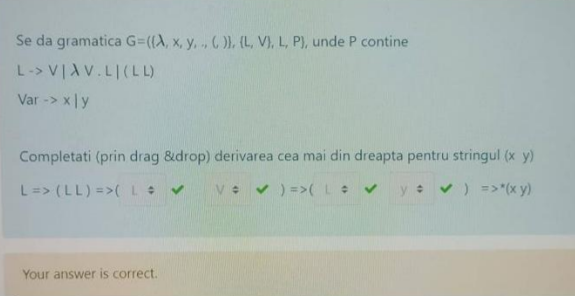 Se da gramatica G=({λ, x, y, ., (, )}, {L, V}, L, P), unde P contine
L -> V | λ V . L | ( L L)
Var -> x | y
Completati (prin drag &drop) derivarea cea mai din dreapta pentru stringul (x y)
L => ( L L ) =>( L ✔ V ✔ ) =>( L ✔ y ✔ ) =>*(x y)
Your answer is correct.